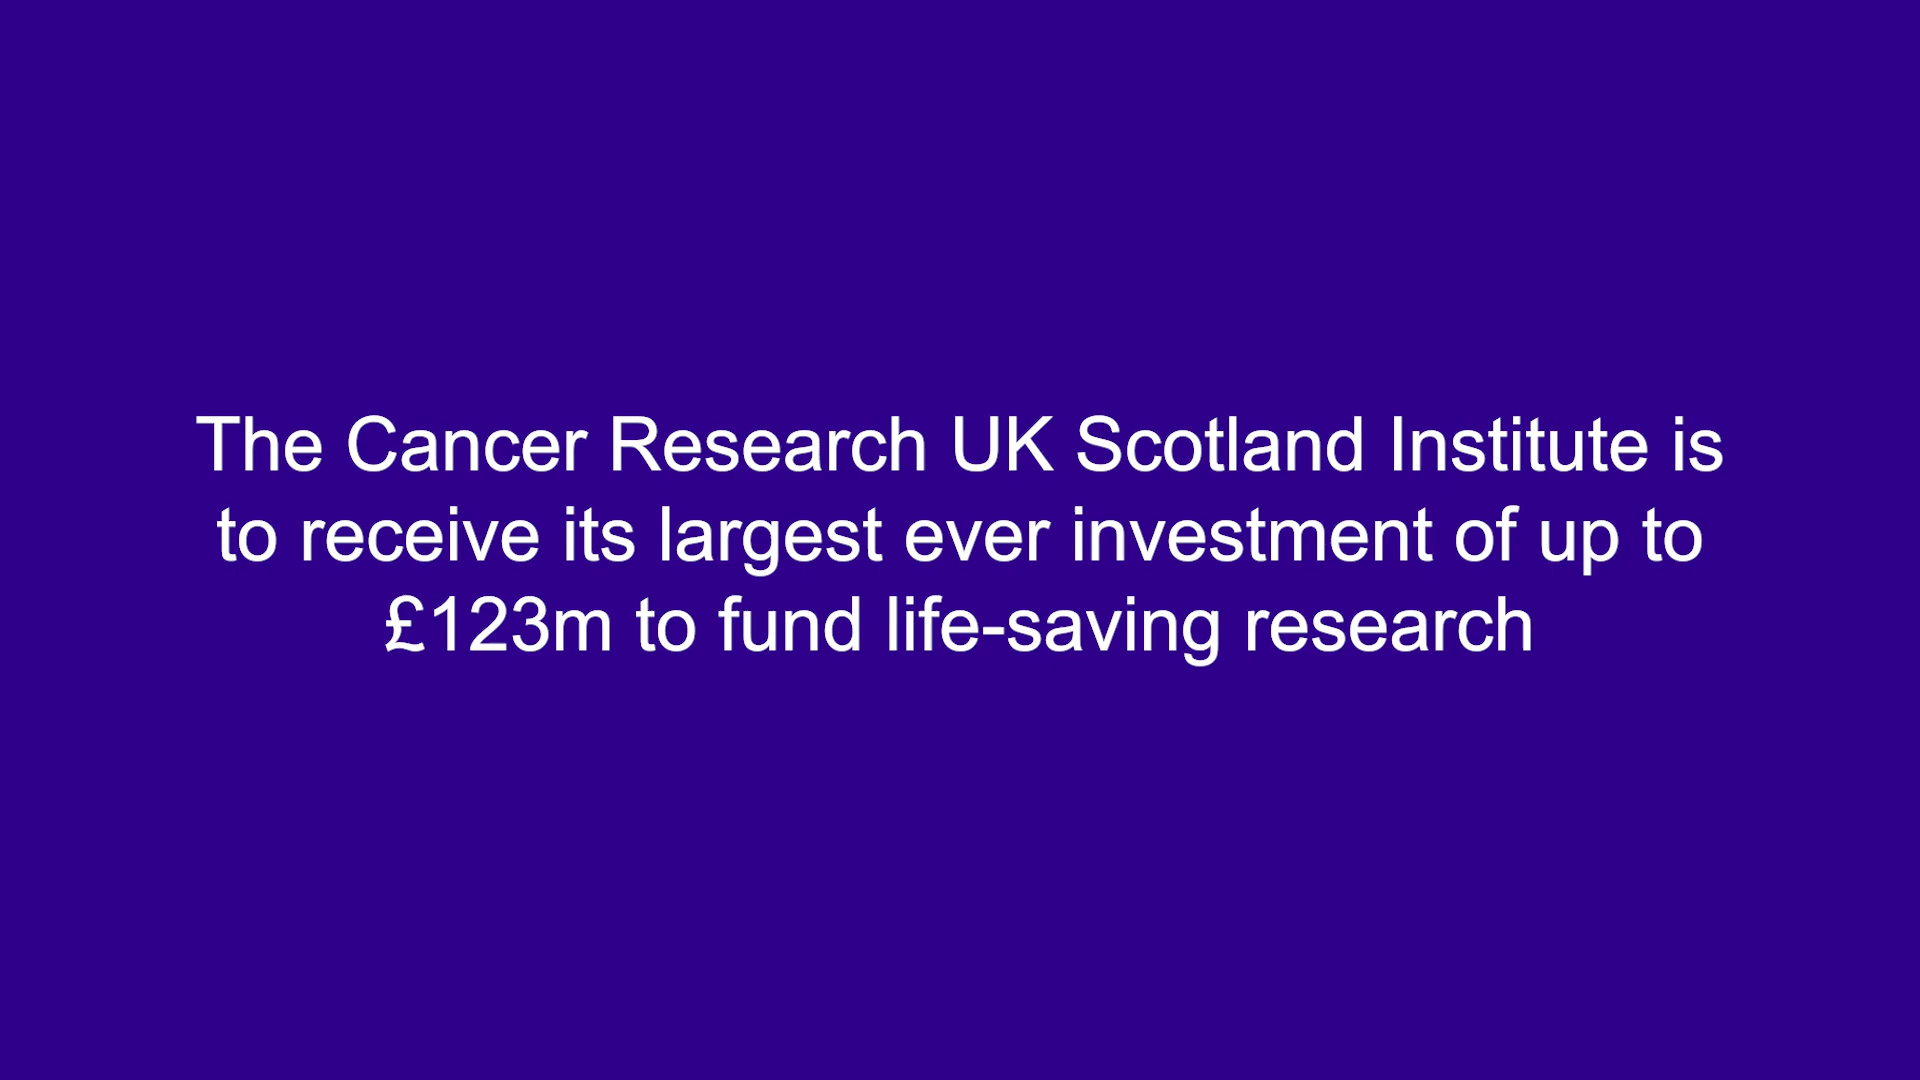 The Cancer Research UK Scotland Institute is
to receive its largest ever investment of up to
£123m to fund life-saving research